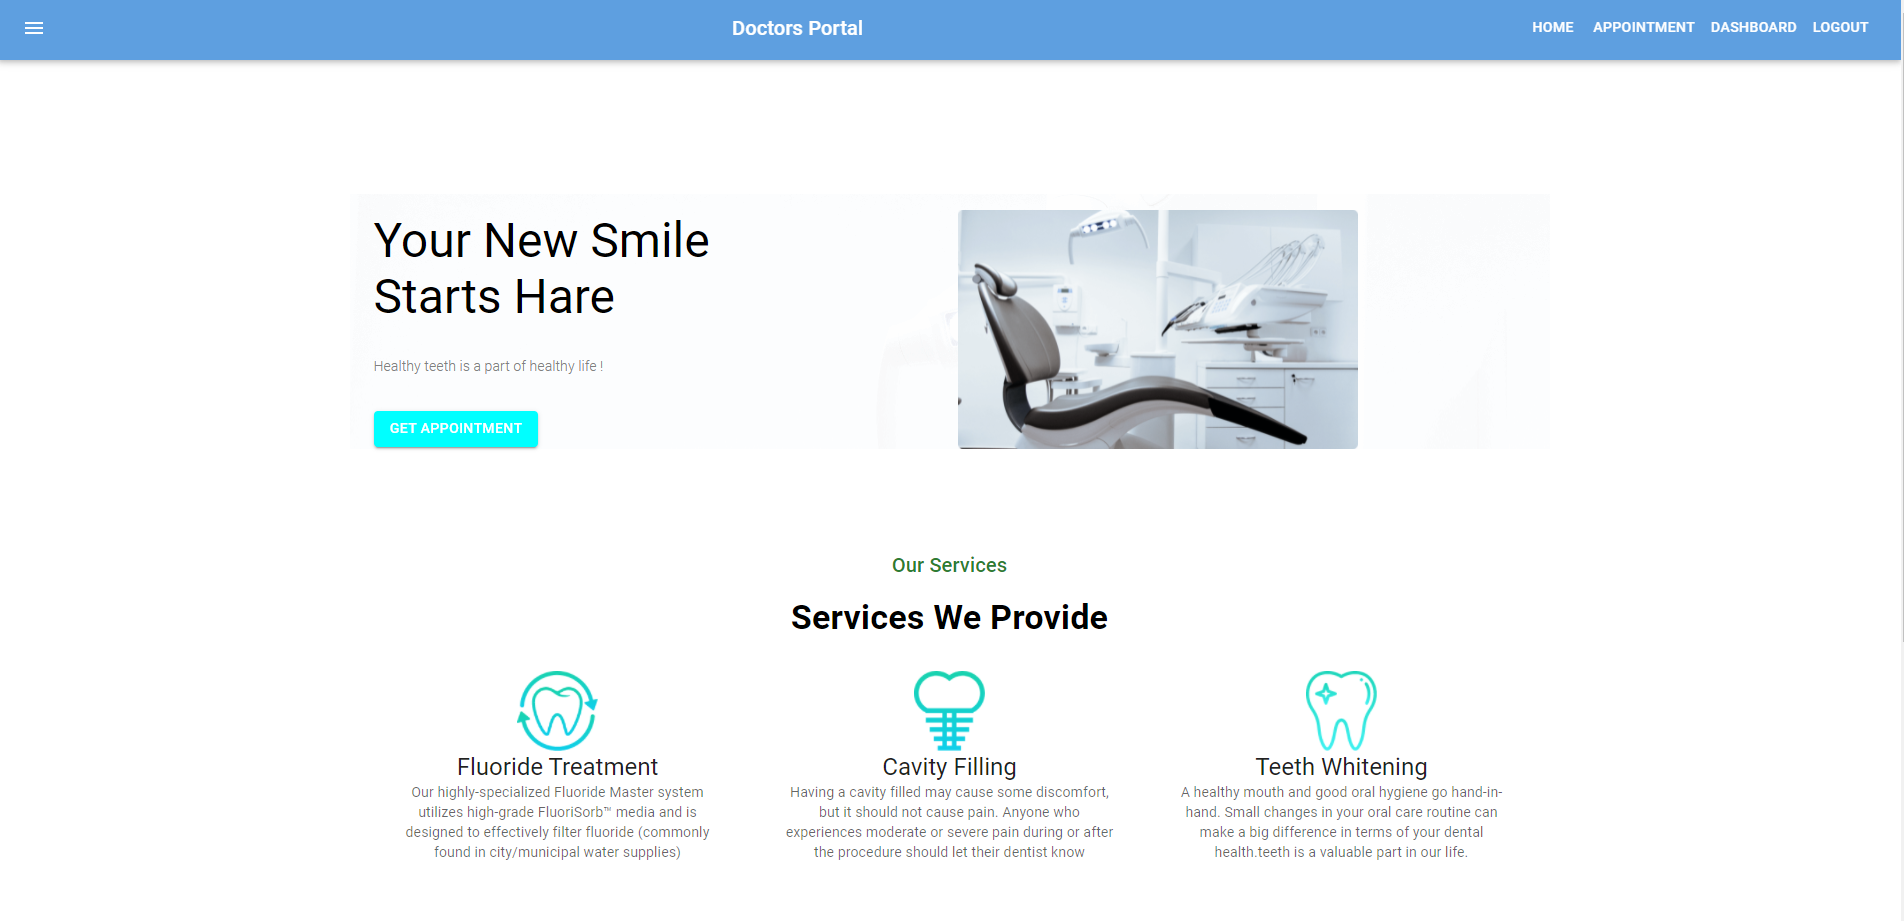 Doctors Portal
HOME APPOINTMENT DASHBOARD LOGOUT
Your New Smile
Starts Hare
Healthy teeth is a part of healthy life !
GET APPOINTMENT
Our Services
Services We Provide
Fluoride Treatment
Our highly-specialized Fluoride Master system
utilizes high-grade FluoriSorb™ media and is
designed to effectively filter fluoride (commonly
found in city/municipal water supplies)
Cavity Filling
Having a cavity filled may cause some discomfort,
but it should not cause pain. Anyone who
experiences moderate or severe pain during or after
the procedure should let their dentist know
Teeth Whitening
A healthy mouth and good oral hygiene go hand-in-
hand. Small changes in your oral care routine can
make a big difference in terms of your dental
health.teeth is a valuable part in our life.